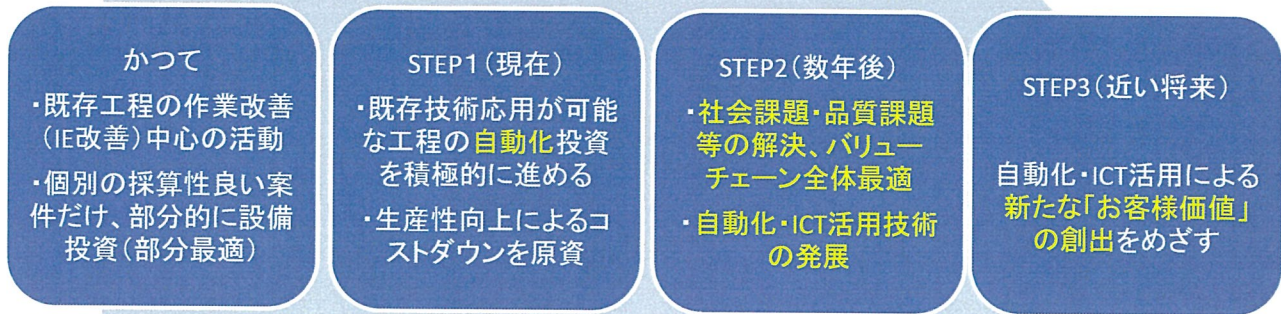 かつて
・既存工程の作業改善
(IE改善)中心の活動
・個別の採算性良い案
件だけ、部分的に設備
投資(部分最適)
STEP1(現在)
・既存技術応用が可能
な工程の自動化投資
を積極的に進める
・生産性向上によるコ
ストダウンを原資
STEP2(数年後)
・社会課題・品質課題
等の解決、バリュー
チェーン全体最適
・自動化・ICT活用技術
の発展
STEP3(近い将来)
自動化・ICT活用による
新たな「お客様価値」
の創出をめざす